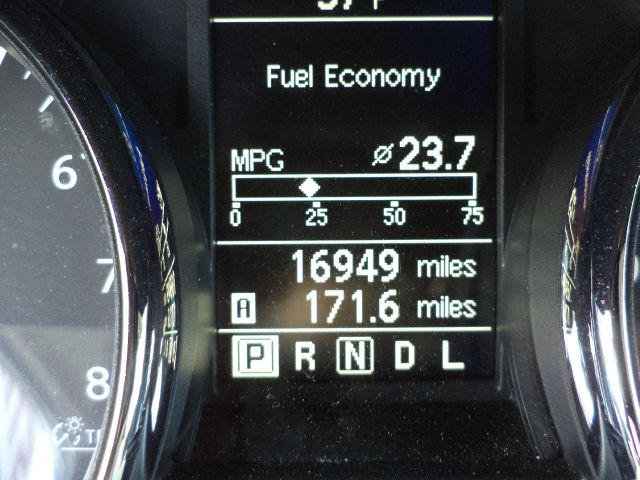 Fuel Economy
MPG ⌀ 23.7
0 25 50 75
16949 miles
A 171.6 miles
P R N D L
6
7
8